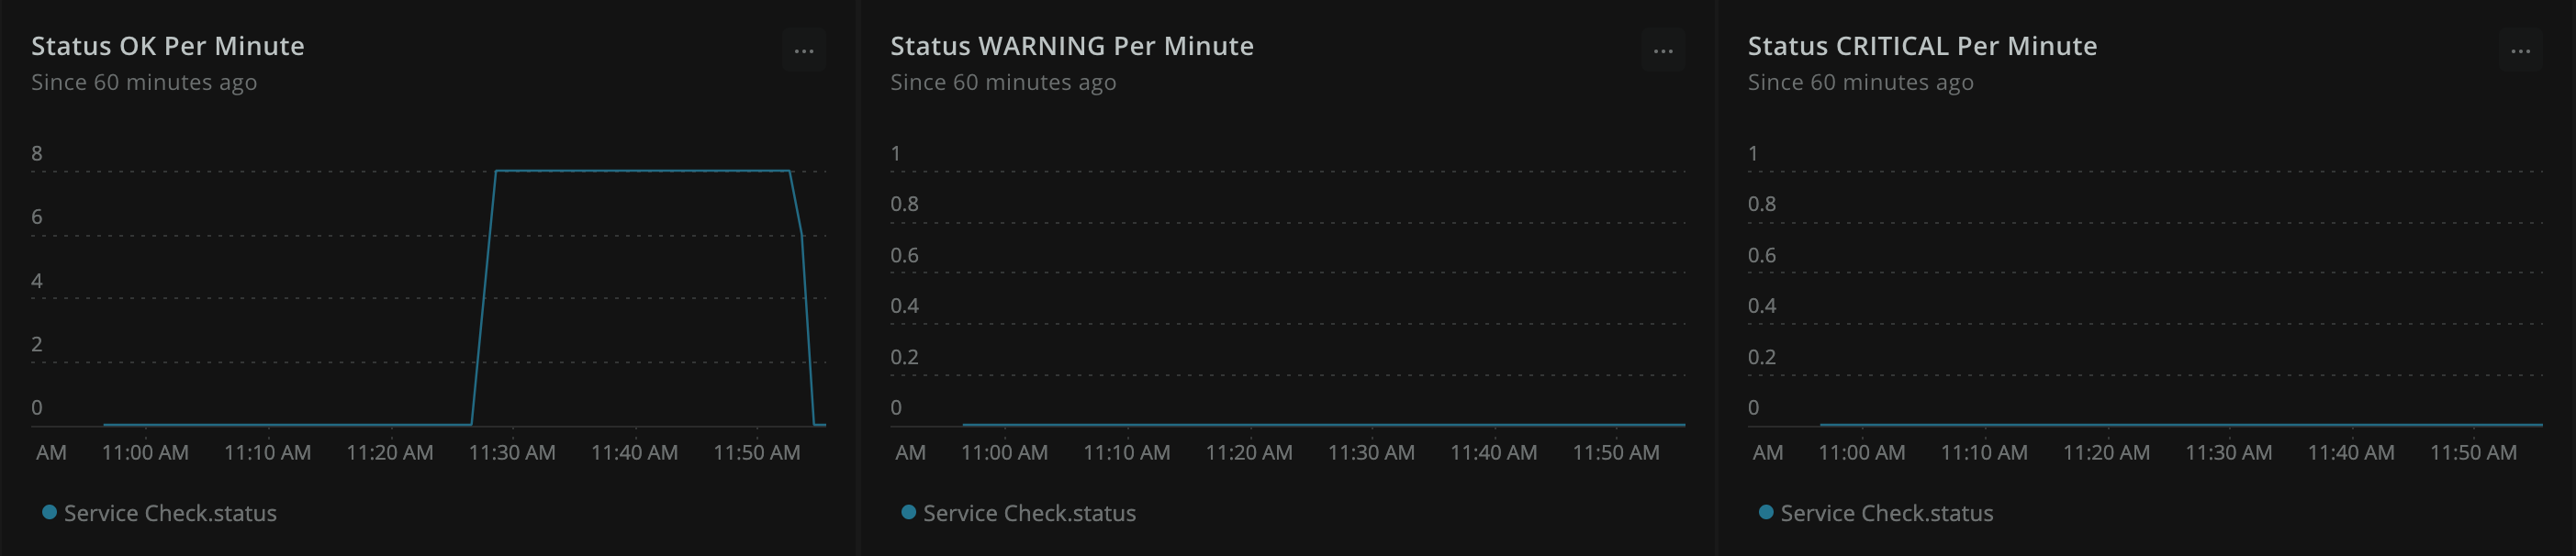 Status OK Per Minute
...
Since 60 minutes ago
8
6
4
2
0
AM 11:00 AM 11:10 AM 11:20 AM 11:30 AM 11:40 AM 11:50 AM
Service Check.status
Status WARNING Per Minute
...
Since 60 minutes ago
1
0.8
0.6
0.4
0.2
0
AM 11:00 AM 11:10 AM 11:20 AM 11:30 AM 11:40 AM 11:50 AM
Service Check.status
Status CRITICAL Per Minute
...
Since 60 minutes ago
1
0.8
0.6
0.4
0.2
0
AM 11:00 AM 11:10 AM 11:20 AM 11:30 AM 11:40 AM 11:50 AM
Service Check.status